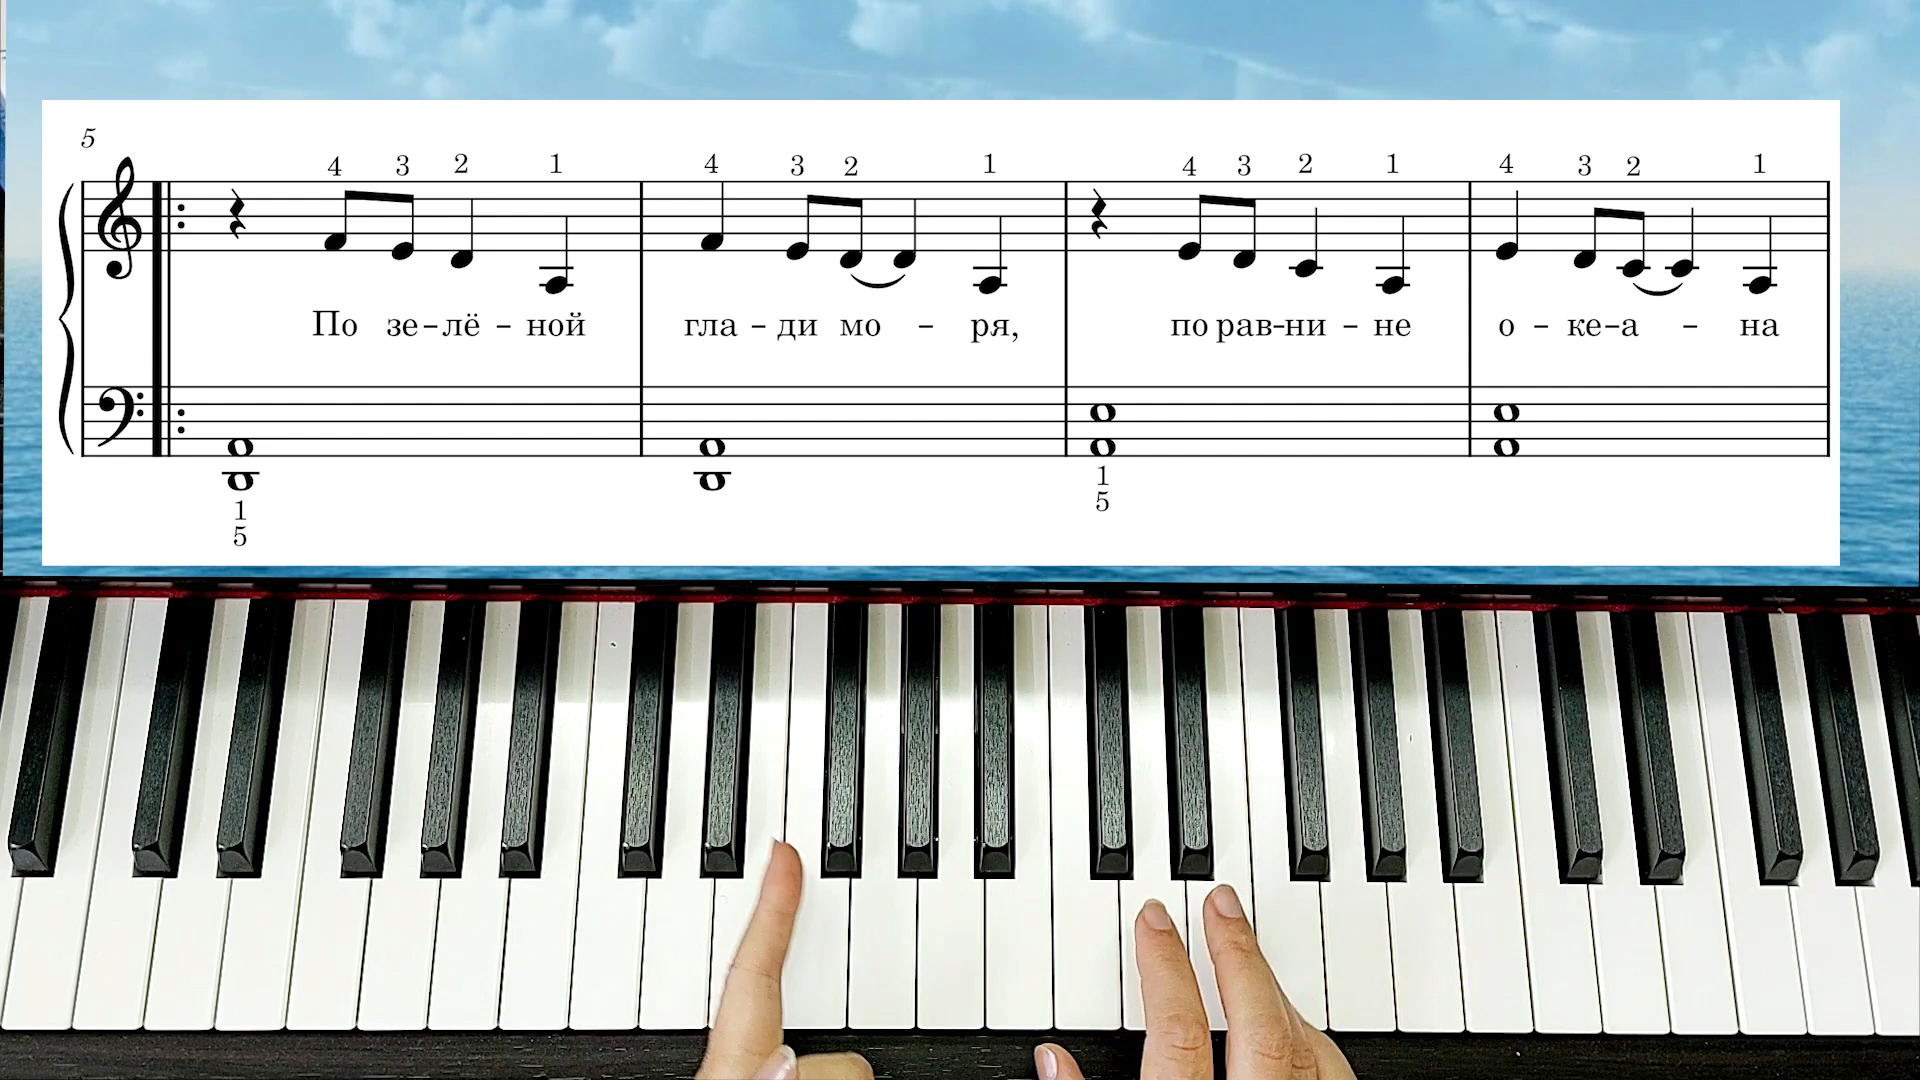 5
4 3 2 1 4 3 2 1 4 3 2 1 4 3 2 1
По зе–лё – ной гла – ди мо – ря, по рав–ни – не о – ке–а – на
1 1
5 5